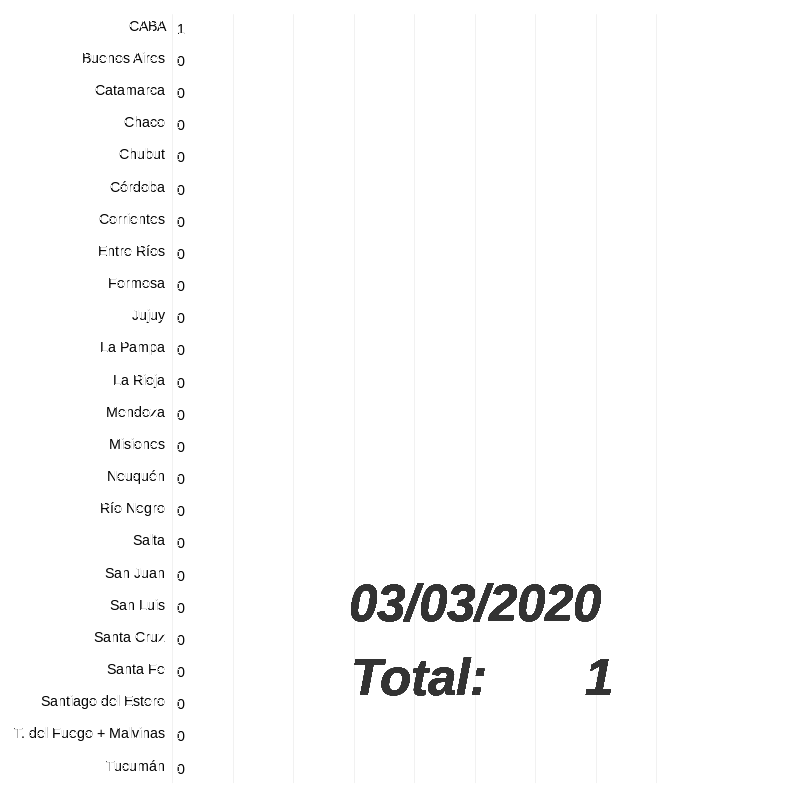 CABA 1
Buenos Aires 0
Catamarca 0
Chaco 0
Chubut 0
Córdoba 0
Corrientes 0
Entre Ríos 0
Formosa 0
Jujuy 0
La Pampa 0
La Rioja 0
Mendoza 0
Misiones 0
Neuquén 0
Río Negro 0
Salta 0
San Juan 0
San Luis 0
Santa Cruz 0
Santa Fe 0
Santiago del Estero 0
T. del Fuego + Malvinas 0
Tucumán 0
03/03/2020
Total: 1